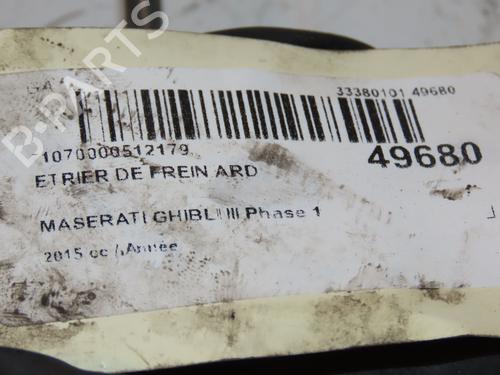 33380101 49680
1070000512179
49680
ETRIER DE FREIN ARD
MASERATI GHIBLI III Phase 1
2015 cc / Année
B-PARTS